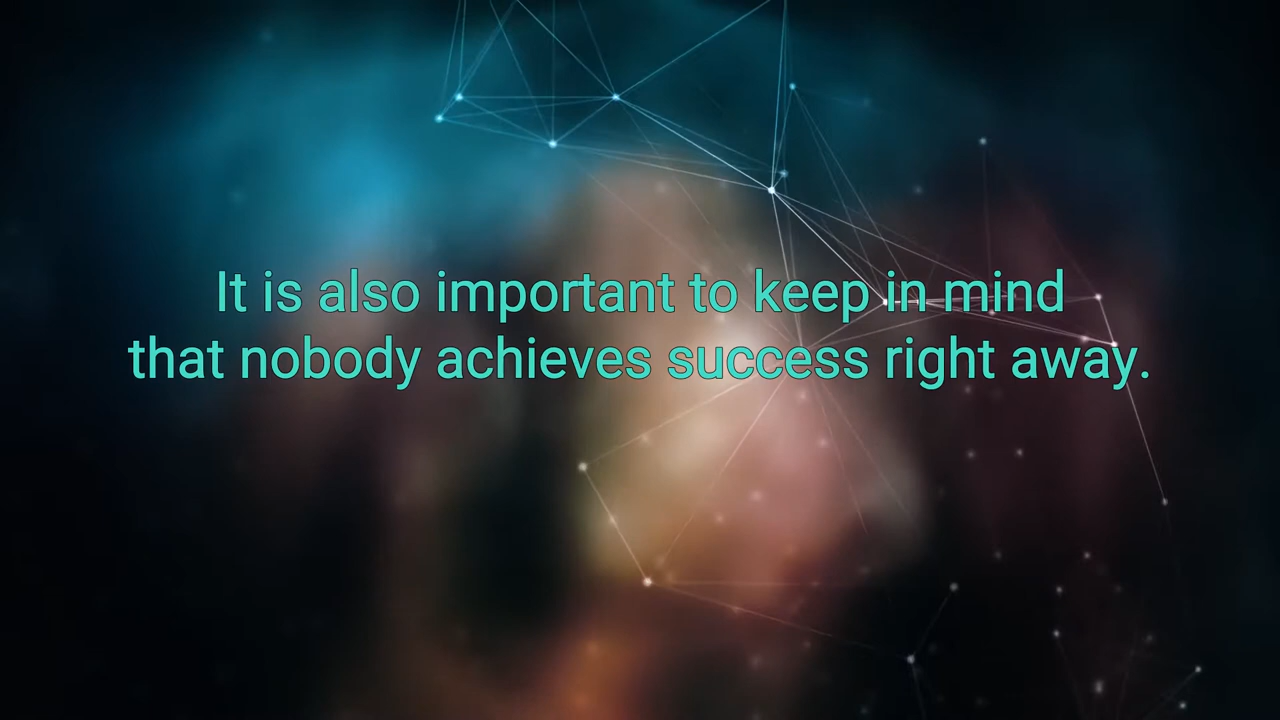 It is also important to keep in mind
that nobody achieves success right away.